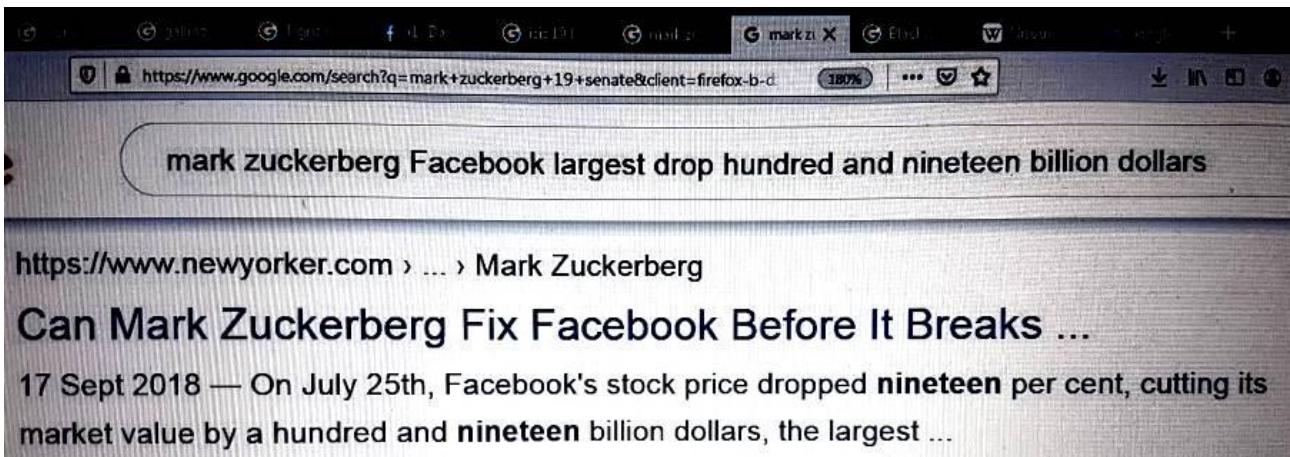 mark zu
https://www.google.com/search?q=mark+zuckerberg+19+senate&client=firefox-b-d
180%
mark zuckerberg Facebook largest drop hundred and nineteen billion dollars
https://www.newyorker.com › ... › Mark Zuckerberg
Can Mark Zuckerberg Fix Facebook Before It Breaks ...
17 Sept 2018 — On July 25th, Facebook's stock price dropped nineteen per cent, cutting its
market value by a hundred and nineteen billion dollars, the largest ...